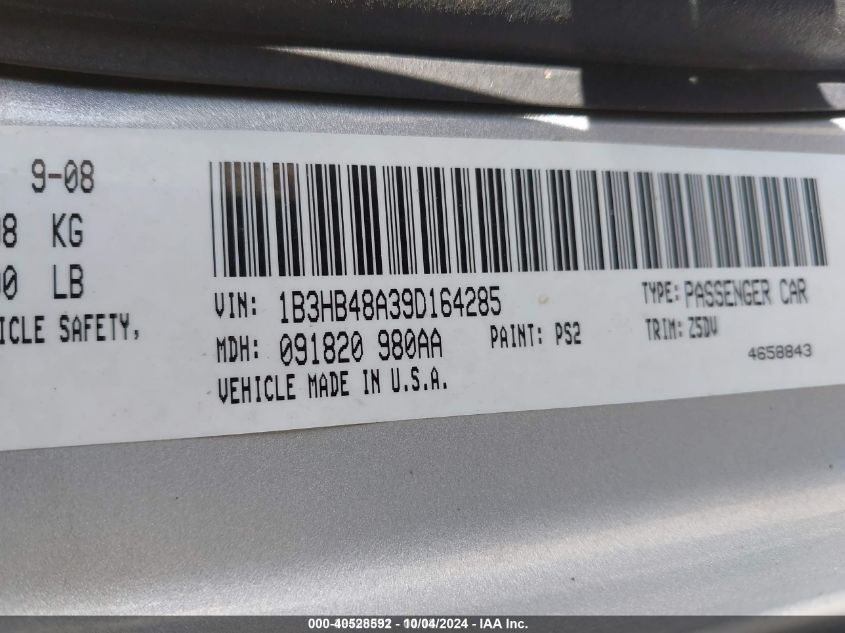 9-08
8 KG
0 LB
ICLE SAFETY,
VIN: 1B3HB48A39D164285
TYPE: PASSENGER CAR
MDH: 091820 980AA
PAINT: PS2
TRIM: Z5DV
VEHICLE MADE IN U.S.A.
4658843
000-40528592 - 10/04/2024 - IAA Inc.